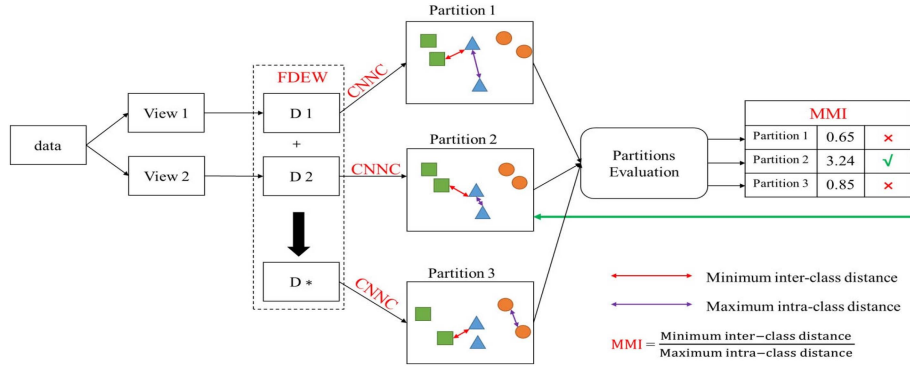 Partition 1
FDEW
CNNC
View 1
D 1
MMI
data
+
Partition 2
Partitions
Evaluation
Partition 1 0.65 ×
Partition 2 3.24 √
Partition 3 0.85 ×
View 2
D 2
CNNC
Partition 3
D *
CNNC
Minimum inter-class distance
Maximum intra-class distance
MMI = Minimum inter−class distance
Maximum intra−class distance